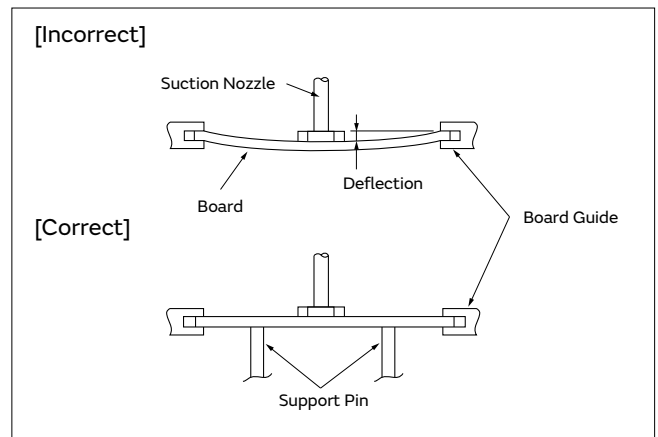 [Incorrect]
Suction Nozzle
Deflection
Board
Board Guide
[Correct]
Support Pin